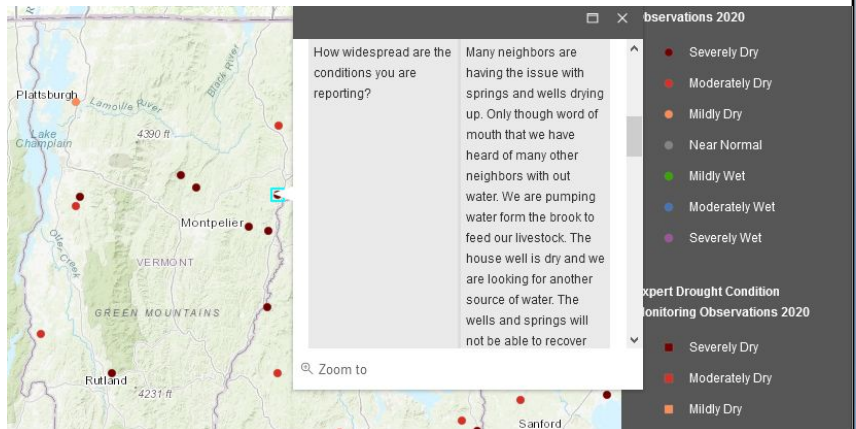 Plattsburgh
Lamoille River
Black River
Lake
Champlain
4390 ft
Montpelier
Otter Creek
VERMONT
GREEN MOUNTAINS
Rutland
4231 ft
Sanford
How widespread are the
conditions you are
reporting?
Many neighbors are
having the issue with
springs and wells drying
up. Only though word of
mouth that we have
heard of many other
neighbors with out
water. We are pumping
water form the brook to
feed our livestock. The
house well is dry and we
are looking for another
source of water. The
wells and springs will
not be able to recover
Zoom to
bservations 2020
Severely Dry
Moderately Dry
Mildly Dry
Near Normal
Mildly Wet
Moderately Wet
Severely Wet
xpert Drought Condition
onitoring Observations 2020
Severely Dry
Moderately Dry
Mildly Dry